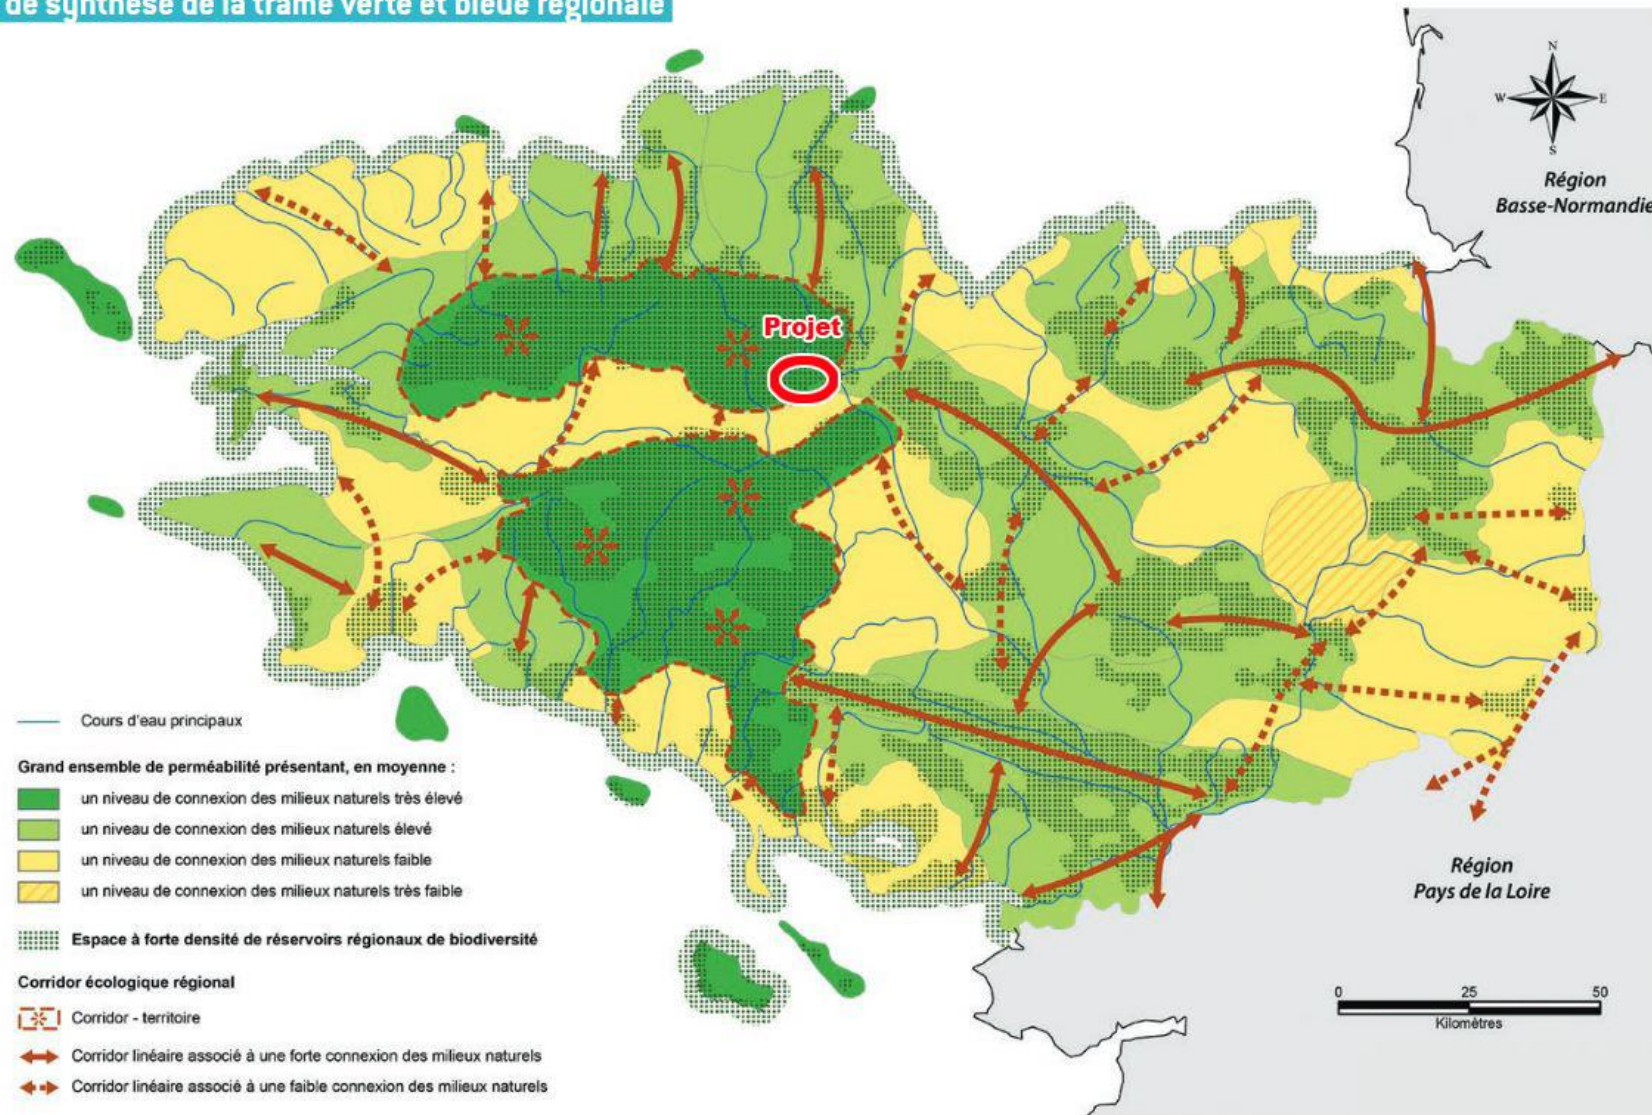 de synthèse de la trame verte et bleue régionale
N
W
E
S
Région
Basse-Normandie
Projet
Cours d'eau principaux
Grand ensemble de perméabilité présentant, en moyenne :
un niveau de connexion des milieux naturels très élevé
un niveau de connexion des milieux naturels élevé
un niveau de connexion des milieux naturels faible
un niveau de connexion des milieux naturels très faible
Espace à forte densité de réservoirs régionaux de biodiversité
Corridor écologique régional
Corridor - territoire
Corridor linéaire associé à une forte connexion des milieux naturels
Corridor linéaire associé à une faible connexion des milieux naturels
Région
Pays de la Loire
0 25 50
Kilomètres